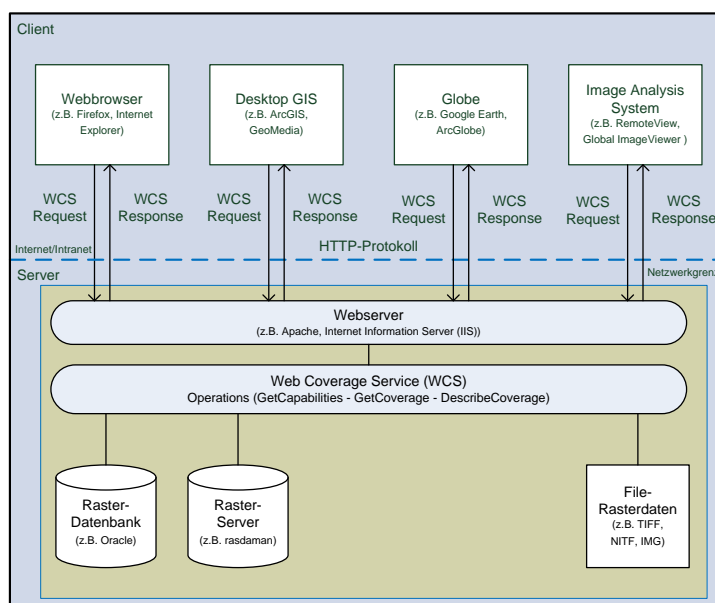 Client
Webbrowser
(z.B. Firefox, Internet
Explorer)
Desktop GIS
(z.B. ArcGIS,
GeoMedia)
Globe
(z.B. Google Earth,
ArcGlobe)
Image Analysis
System
(z.B. RemoteView,
Global ImageViewer )
WCS
Request
WCS
Response
WCS
Request
WCS
Response
WCS
Request
WCS
Response
WCS
Request
WCS
Response
Internet/Intranet
HTTP-Protokoll
Server
Netzwerkgrenz
Webserver
(z.B. Apache, Internet Information Server (IIS))
Web Coverage Service (WCS)
Operations (GetCapabilities - GetCoverage - DescribeCoverage)
Raster-
Datenbank
(z.B. Oracle)
Raster-
Server
(z.B. rasdaman)
File-
Rasterdaten
(z.B. TIFF,
NITF, IMG)